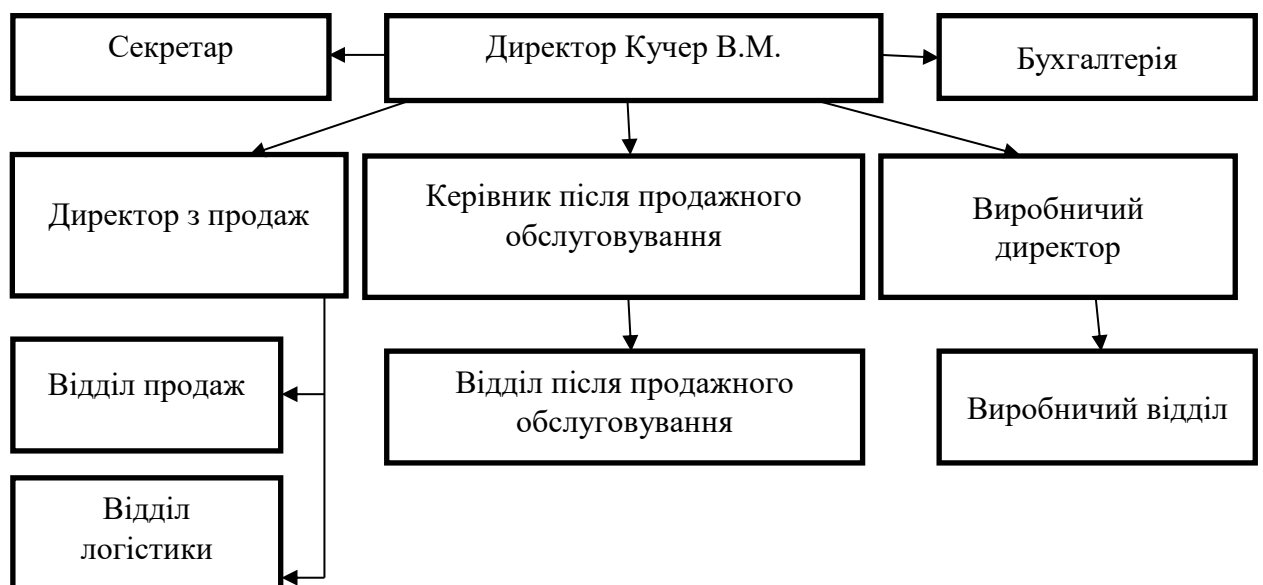 Секретар
Директор Кучер В.М.
Бухгалтерія
Директор з продаж
Керівник після продажного
обслуговування
Виробничий
директор
Відділ продаж
Відділ після продажного
обслуговування
Виробничий відділ
Відділ
логістики